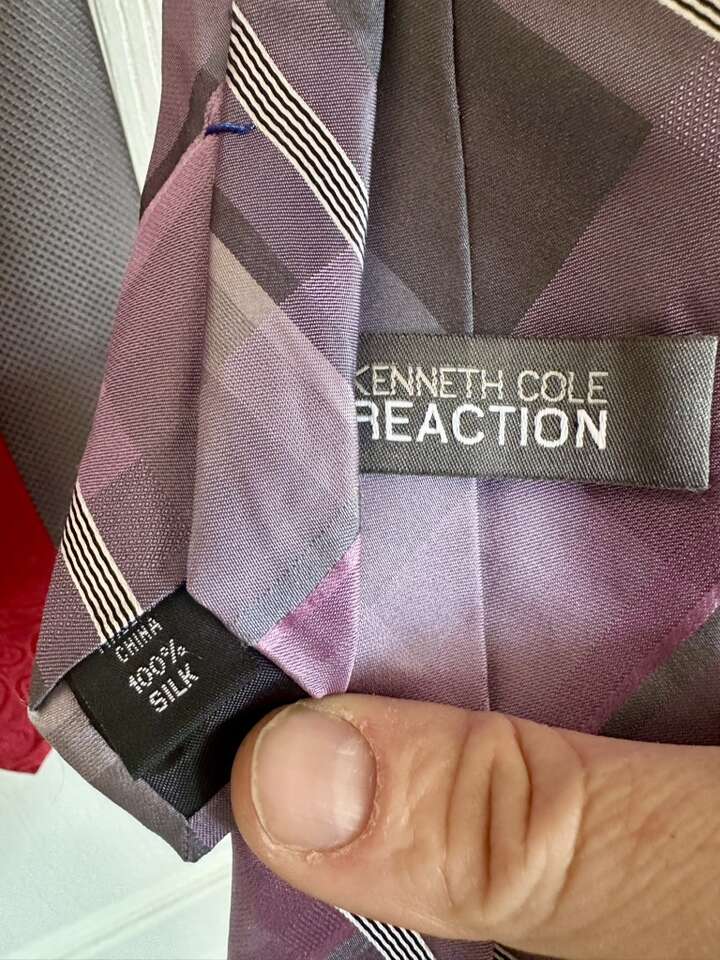 KENNETH COLE
REACTION
CHINA
100%
SILK